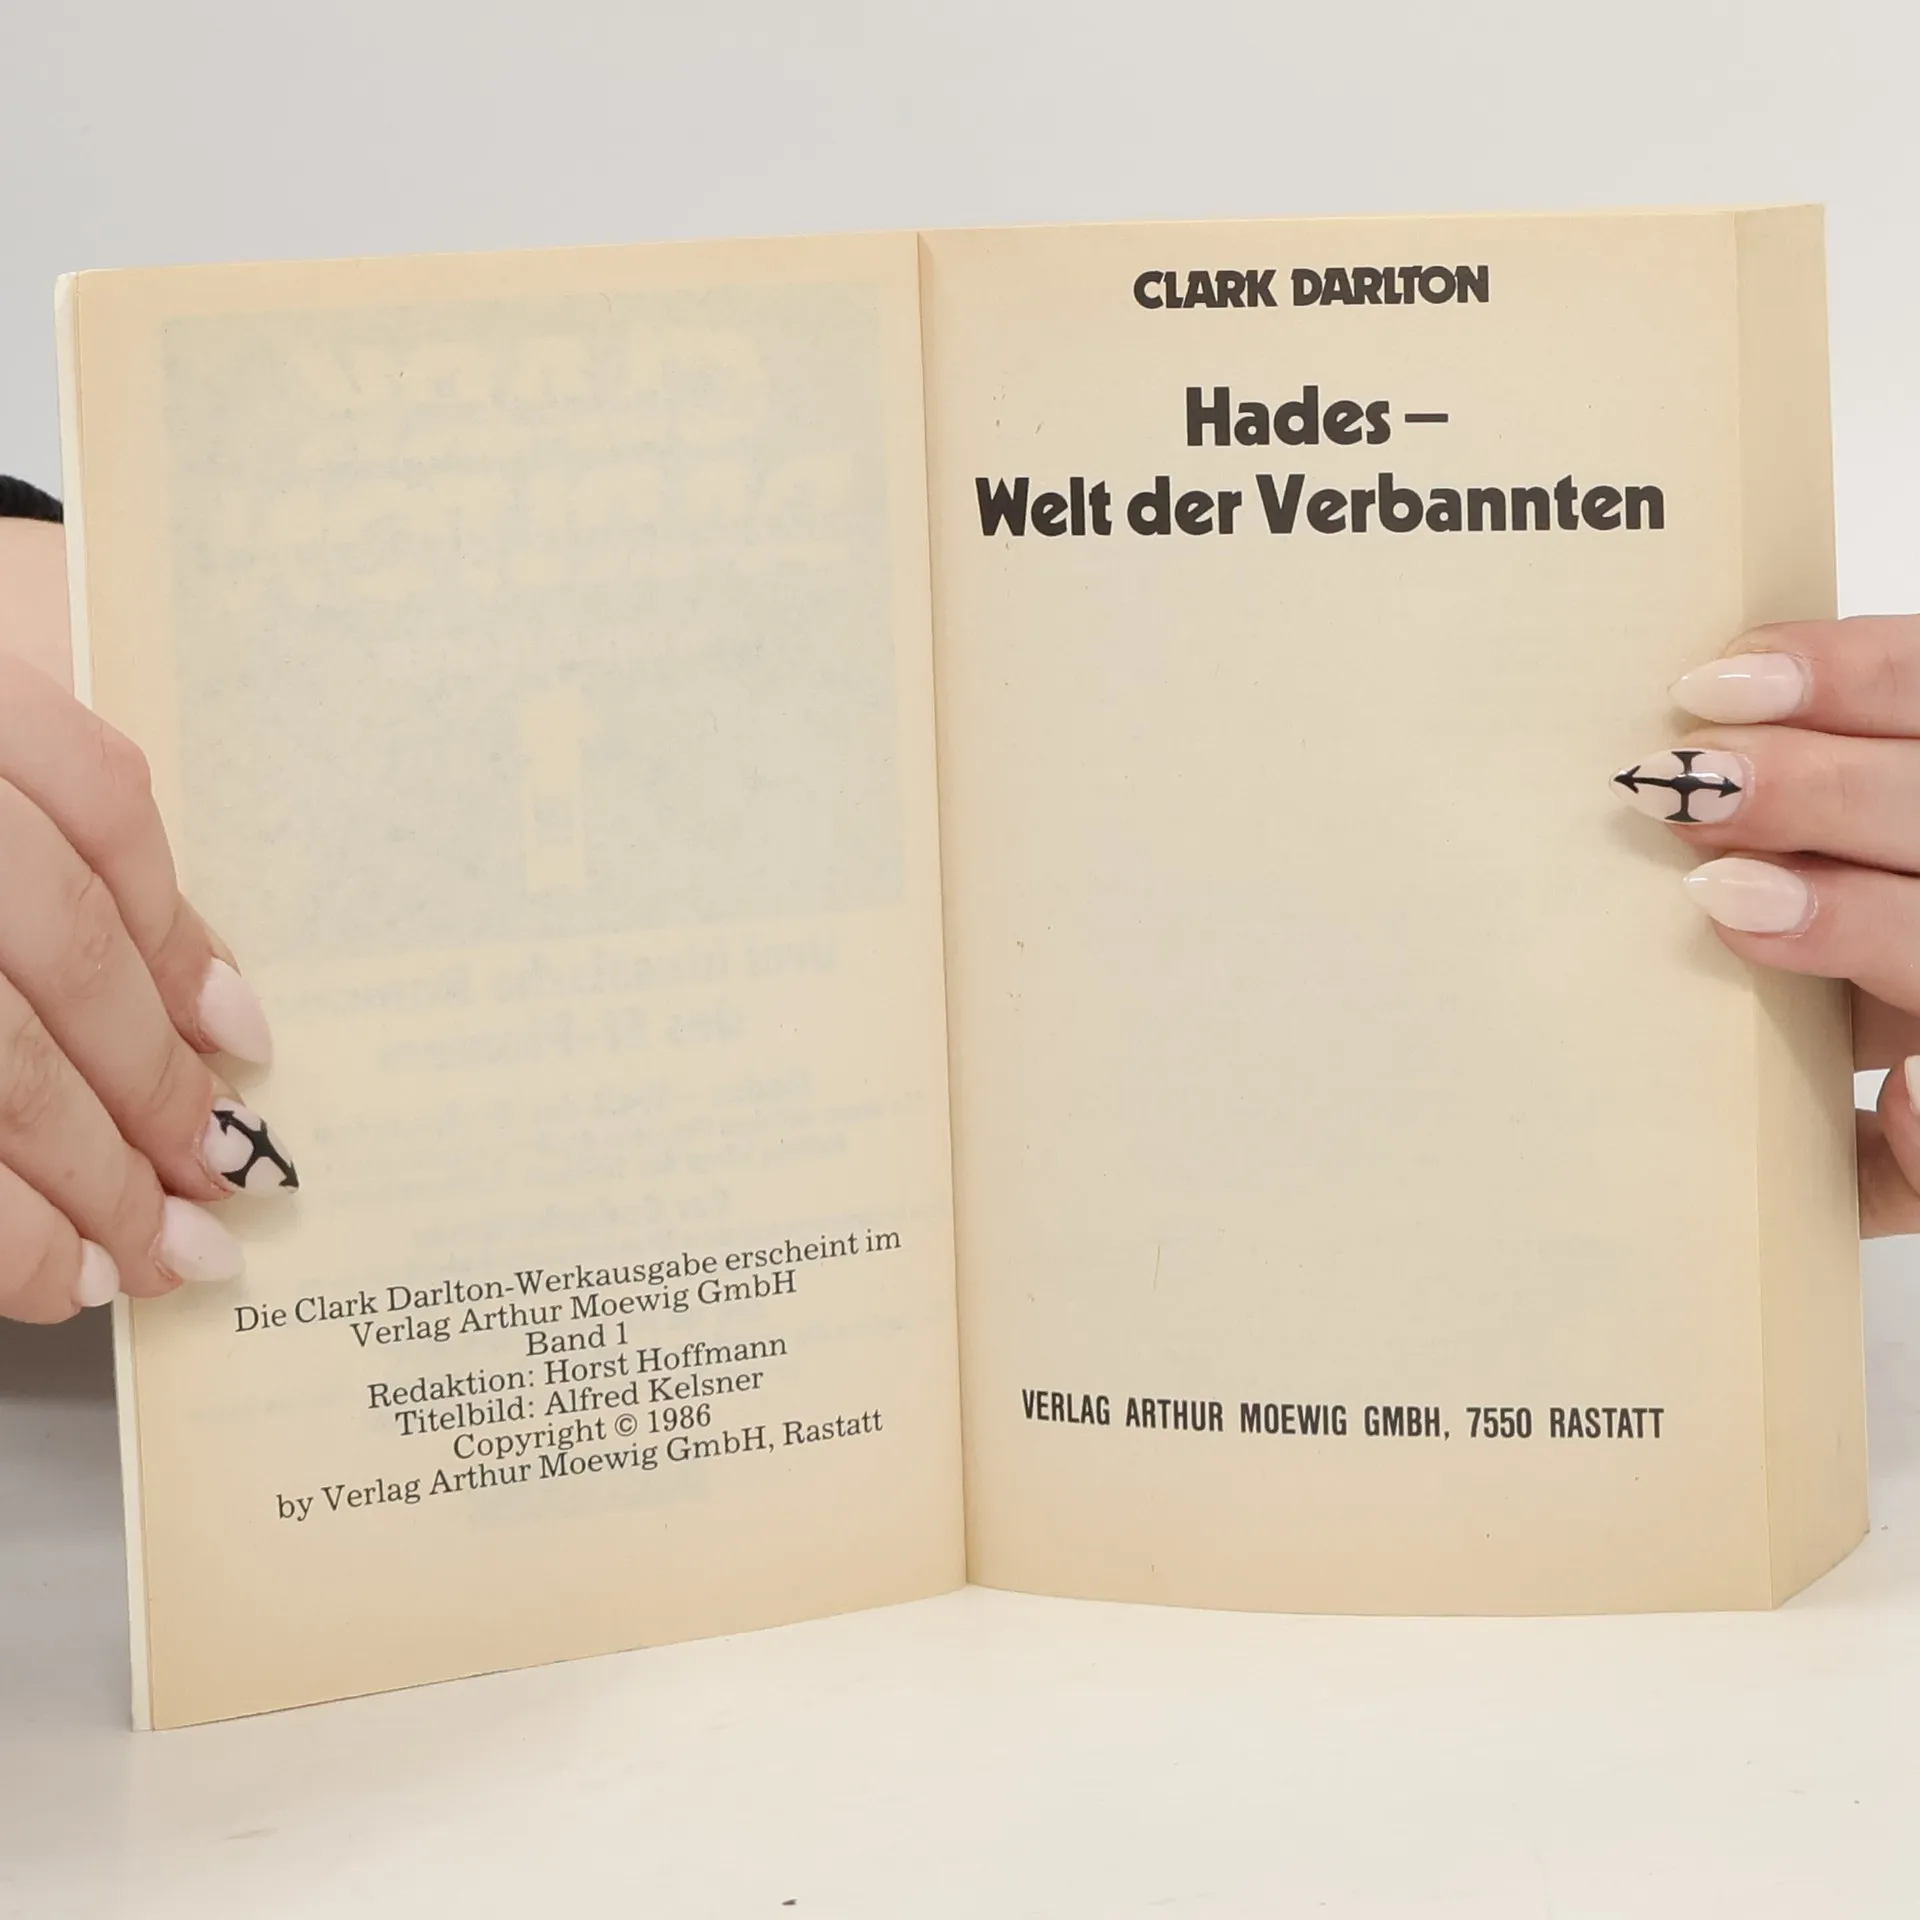 Die Clark Darlton-Werkausgabe erscheint im
Verlag Arthur Moewig GmbH
Band 1
Redaktion: Horst Hoffmann
Titelbild: Alfred Kelsner
Copyright © 1986
by Verlag Arthur Moewig GmbH, Rastatt
CLARK DARLTON
Hades –
Welt der Verbannten
VERLAG ARTHUR MOEWIG GMBH, 7550 RASTATT